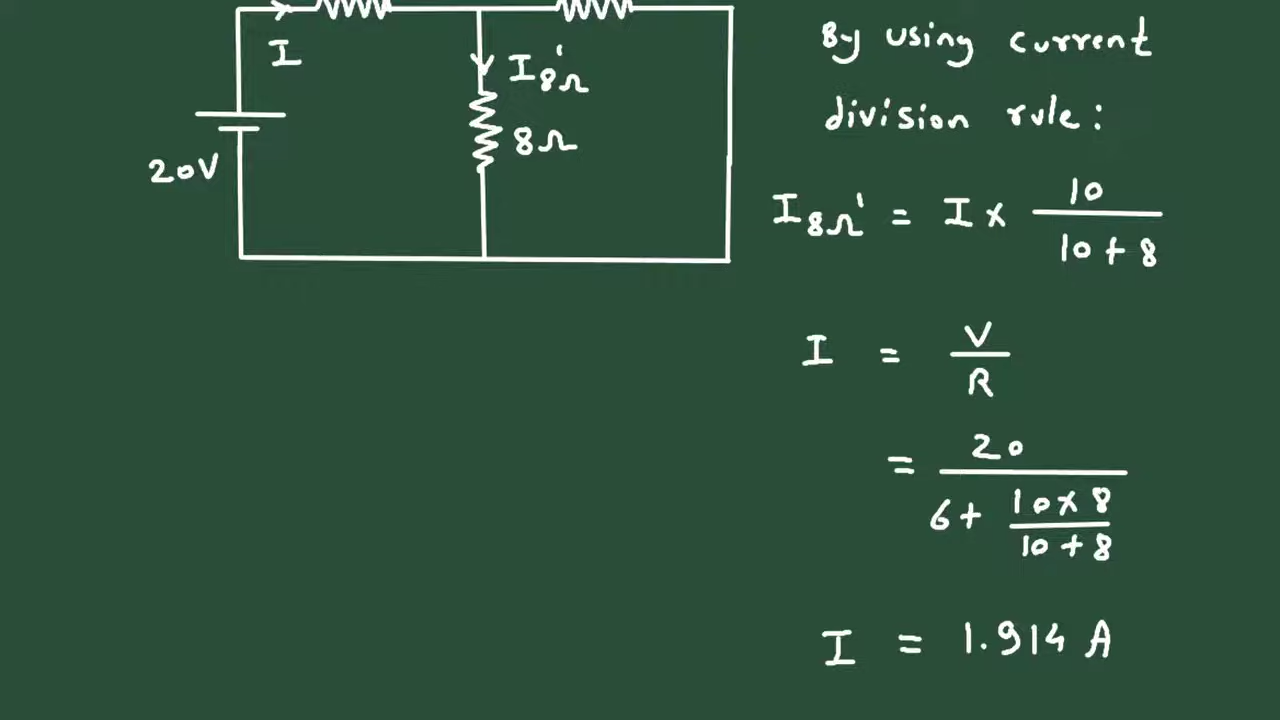 I
I8Ω'
8Ω
20V
By using current
division rule:
I8Ω' = I × 10 / 10 + 8
I = V / R
= 20 / 6 + 10 × 8 / 10 + 8
I = 1.914 A